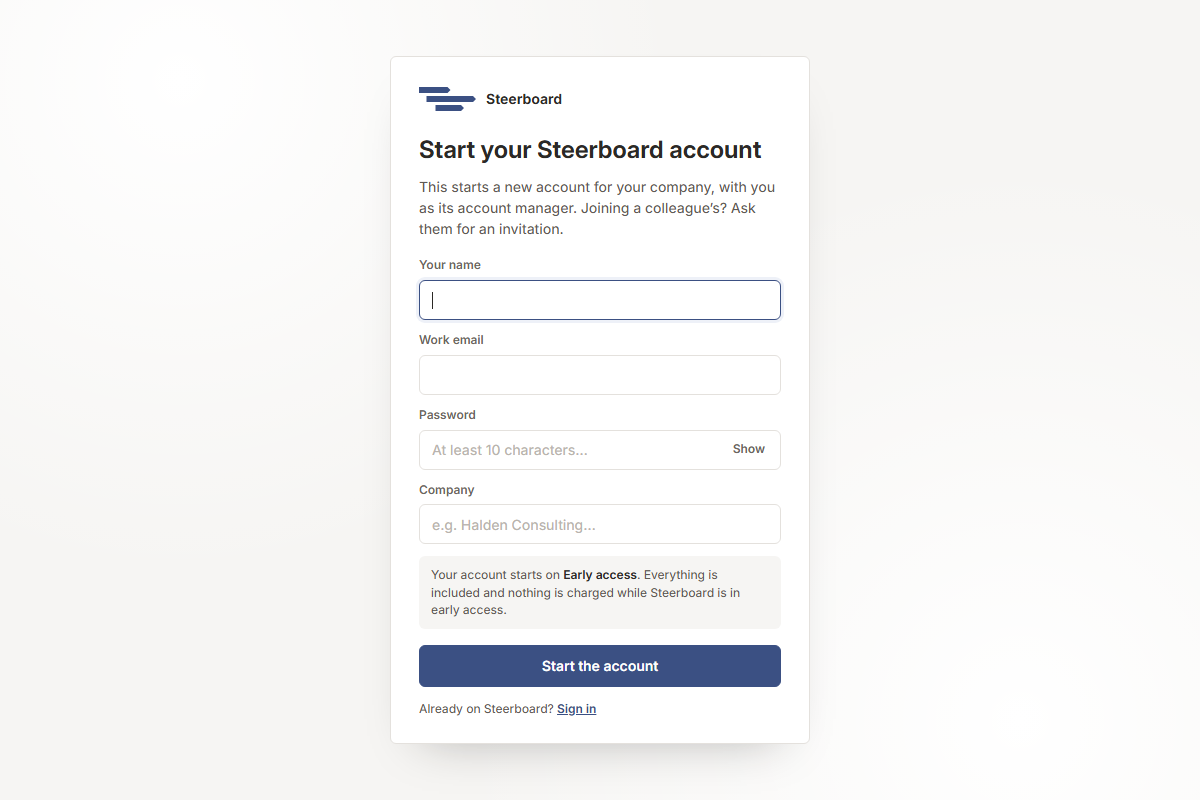 Steerboard
Start your Steerboard account
This starts a new account for your company, with you
as its account manager. Joining a colleague’s? Ask
them for an invitation.
Your name
Work email
Password
At least 10 characters...
Show
Company
e.g. Halden Consulting...
Your account starts on Early access. Everything is
included and nothing is charged while Steerboard is in
early access.
Start the account
Already on Steerboard? Sign in